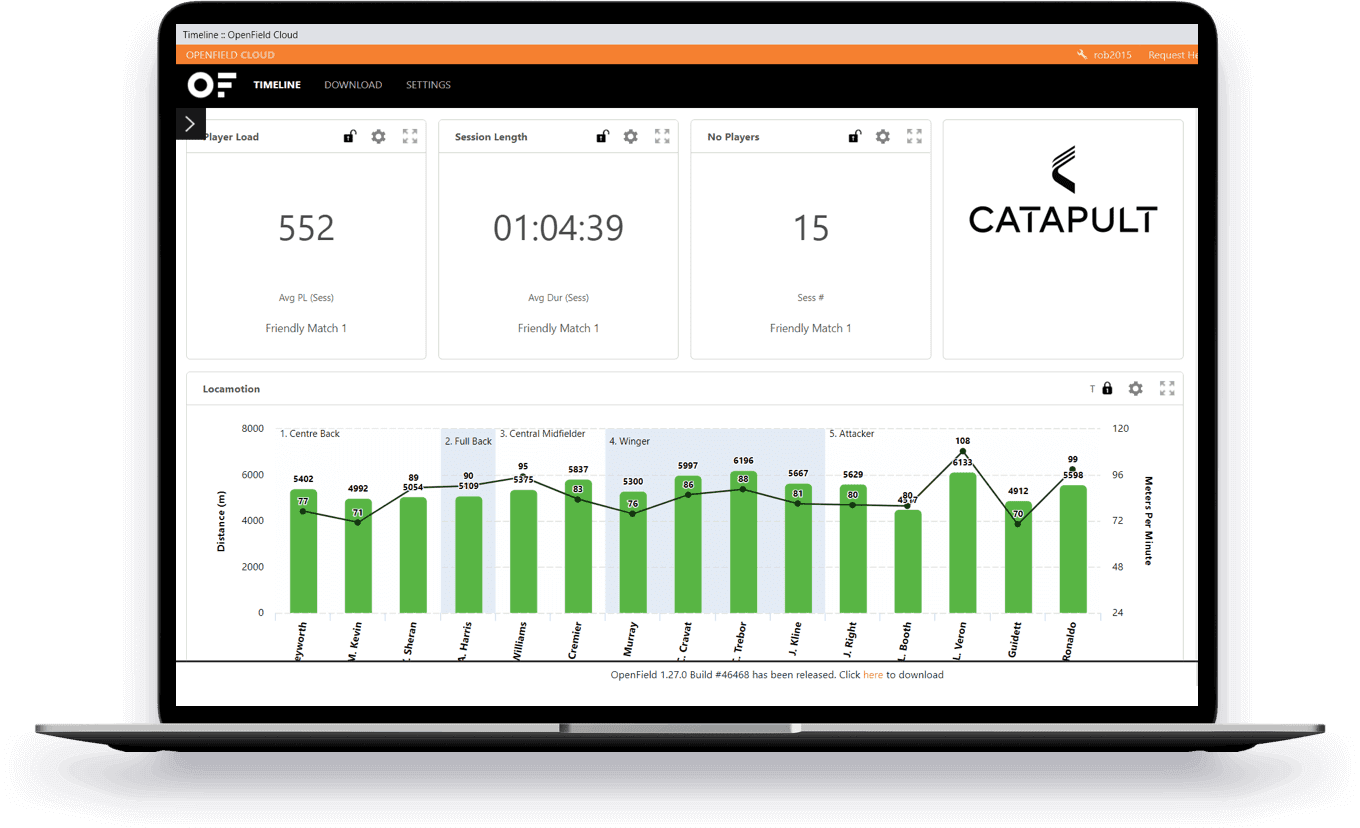 Timeline :: OpenField Cloud
OPENFIELD CLOUD
rob2015 Request He
OF TIMELINE DOWNLOAD SETTINGS
Player Load
552
Avg PL (Sess)
Friendly Match 1
Session Length
01:04:39
Avg Dur (Sess)
Friendly Match 1
No Players
15
Sess #
Friendly Match 1
CATAPULT
Locamotion
T
Distance (m)
8000
6000
4000
2000
0
1. Centre Back
2. Full Back
3. Central Midfielder
4. Winger
5. Attacker
5402
77
4992
71
89
5054
90
5109
95
5375
5837
83
5300
76
5997
86
6196
88
5667
81
5629
80
80
108
6133
4912
70
99
5598
120
96
72
48
24
Meters Per Minute
eyworth
M. Kevin
Sheran
A. Harris
Williams
Cremier
Murray
. Cravat
. Trebor
J. Kline
J. Right
L. Booth
L. Veron
Guidett
Ronaldo
OpenField 1.27.0 Build #46468 has been released. Click here to download